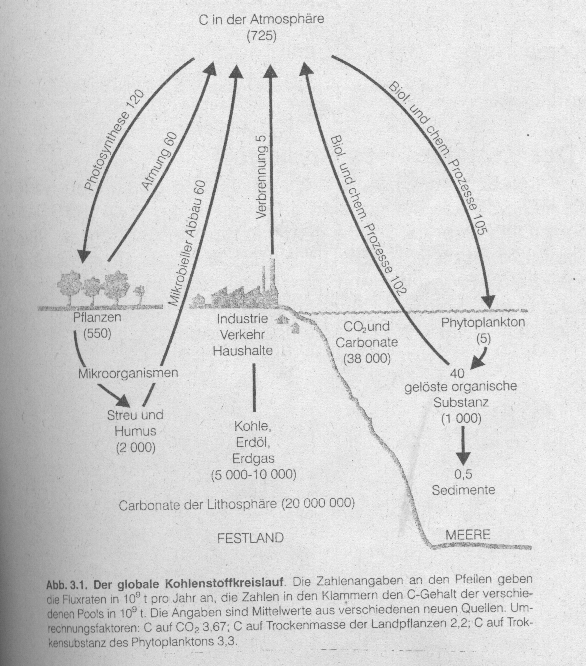 C in der Atmosphäre
(725)
Photosynthese 120
Atmung 60
Mikrobieller Abbau 60
Verbrennung 5
Biol. und chem. Prozesse 102
Biol. und chem. Prozesse 105
Pflanzen
(550)
Mikroorganismen
Streu und
Humus
(2 000)
Industrie
Verkehr
Haushalte
Kohle,
Erdöl,
Erdgas
(5 000-10 000)
CO₂und
Carbonate
(38 000)
Phytoplankton
(5)
40
gelöste organische
Substanz
(1 000)
0,5
Sedimente
Carbonate der Lithosphäre (20 000 000)
FESTLAND
MEERE
Abb. 3.1. Der globale Kohlenstoffkreislauf. Die Zahlenangaben an den Pfeilen geben
die Fluxraten in 10⁹ t pro Jahr an, die Zahlen in den Klammern den C-Gehalt der verschie-
denen Pools in 10⁹ t. Die Angaben sind Mittelwerte aus verschiedenen neuen Quellen. Um-
rechnungsfaktoren: C auf CO₂ 3,67; C auf Trockenmasse der Landpflanzen 2,2; C auf Trok-
kensubstanz des Phytoplanktons 3,3.